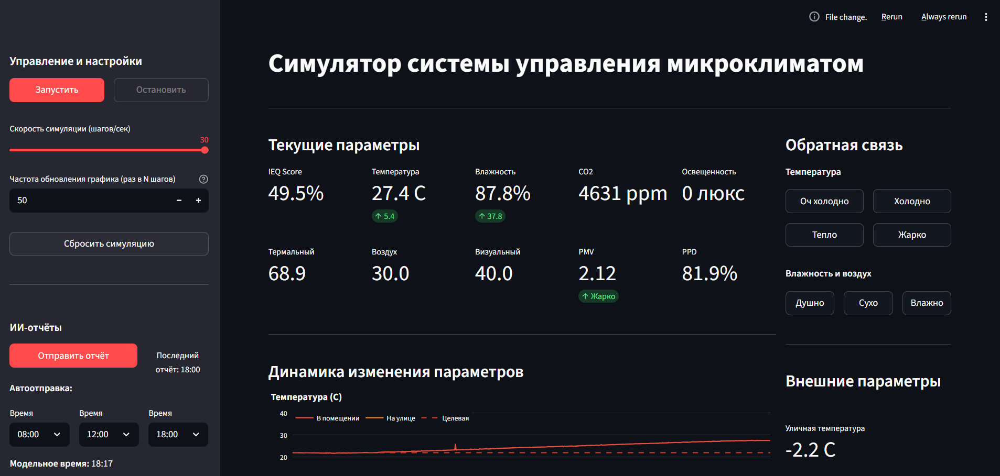 File change.
Rerun
Always rerun
Управление и настройки
Запустить
Остановить
Скорость симуляции (шагов/сек)
30
Частота обновления графика (раз в N шагов)
50
Сбросить симуляцию
ИИ-отчёты
Отправить отчёт
Последний
отчёт: 18:00
Автоотправка:
Время
Время
Время
08:00
12:00
18:00
Модельное время: 18:17
Симулятор системы управления микроклиматом
Текущие параметры
IEQ Score
Температура
Влажность
CO2
Освещенность
49.5%
27.4 C
87.8%
4631 ppm
0 люкс
↑ 5.4
↑ 37.8
Термальный
Воздух
Визуальный
PMV
PPD
68.9
30.0
40.0
2.12
81.9%
↑ Жарко
Динамика изменения параметров
Температура (C)
40
В помещении
На улице
Целевая
30
20
Обратная связь
Температура
Оч холодно
Холодно
Тепло
Жарко
Влажность и воздух
Душно
Сухо
Влажно
Внешние параметры
Уличная температура
-2.2 C